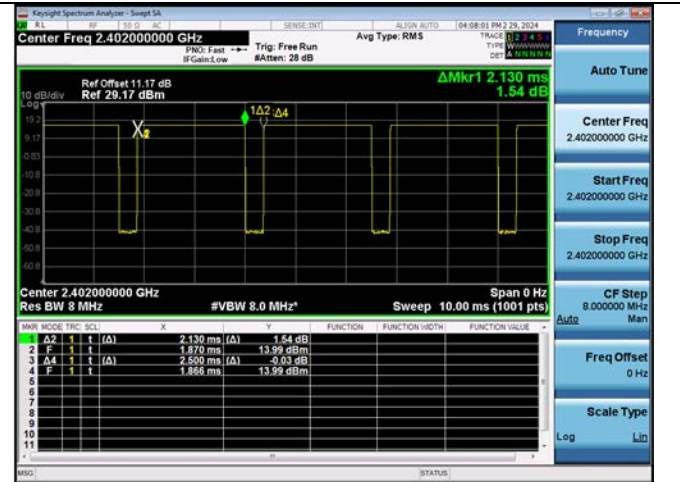 Keysight Spectrum Analyzer - Swept SA
RL RF 50 Ω AC SENSE:INT ALIGN AUTO 04:08:01 PM 2 29, 2024
Center Freq 2.402000000 GHz
PNO: Fast
IFGain:Low
Trig: Free Run
#Atten: 28 dB
Avg Type: RMS
TRACE 1 2 3 4 5 6
TYPE W
DET A N N N N N
Frequency
Auto Tune
Center Freq
2.402000000 GHz
Start Freq
2.402000000 GHz
Stop Freq
2.402000000 GHz
CF Step
8.000000 MHz
Auto Man
Freq Offset
0 Hz
Scale Type
Log Lin
ΔMkr1 2.130 ms
1.54 dB
Ref Offset 11.17 dB
10 dB/div Ref 29.17 dBm
Log
1Δ2 3Δ4
19.2
9.17
-0.83
-10.8
-20.8
-30.8
-40.8
-50.8
-60.8
Center 2.402000000 GHz Span 0 Hz
Res BW 8 MHz #VBW 8.0 MHz* Sweep 10.00 ms (1001 pts)
MKR MODE TRC SCL X Y FUNCTION FUNCTION WIDTH FUNCTION VALUE
1 Δ2 1 t (Δ) 2.130 ms (Δ) 1.54 dB
2 F 1 t 1.870 ms 13.99 dBm
3 Δ4 1 t (Δ) 2.500 ms (Δ) -0.03 dB
4 F 1 t 1.866 ms 13.99 dBm
5
6
7
8
9
10
11
MSG STATUS